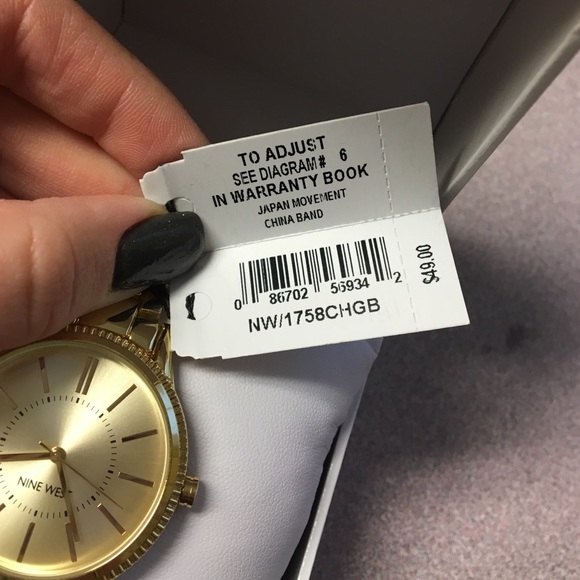 TO ADJUST
SEE DIAGRAM# 6
IN WARRANTY BOOK
JAPAN MOVEMENT
CHINA BAND
0 86702 56934 2
NW/1758CHGB
$49.00
NINE WEST